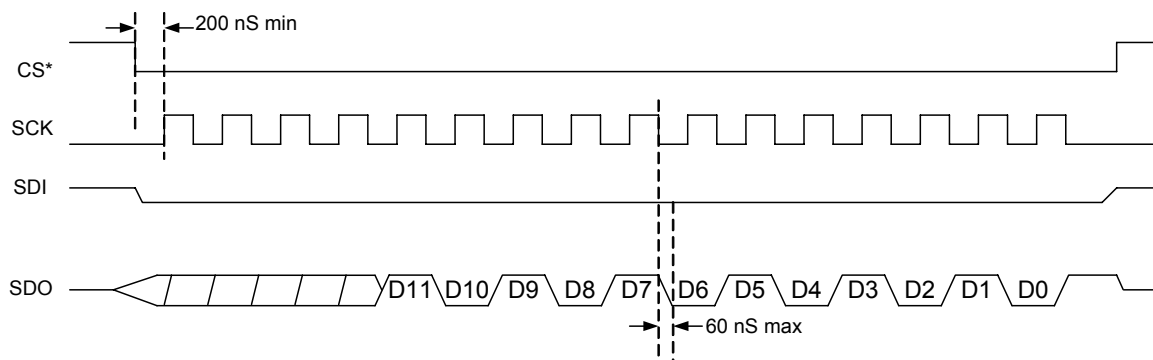 200 nS min
CS*
SCK
SDI
SDO
D11 D10 D9 D8 D7 D6 D5 D4 D3 D2 D1 D0
60 nS max